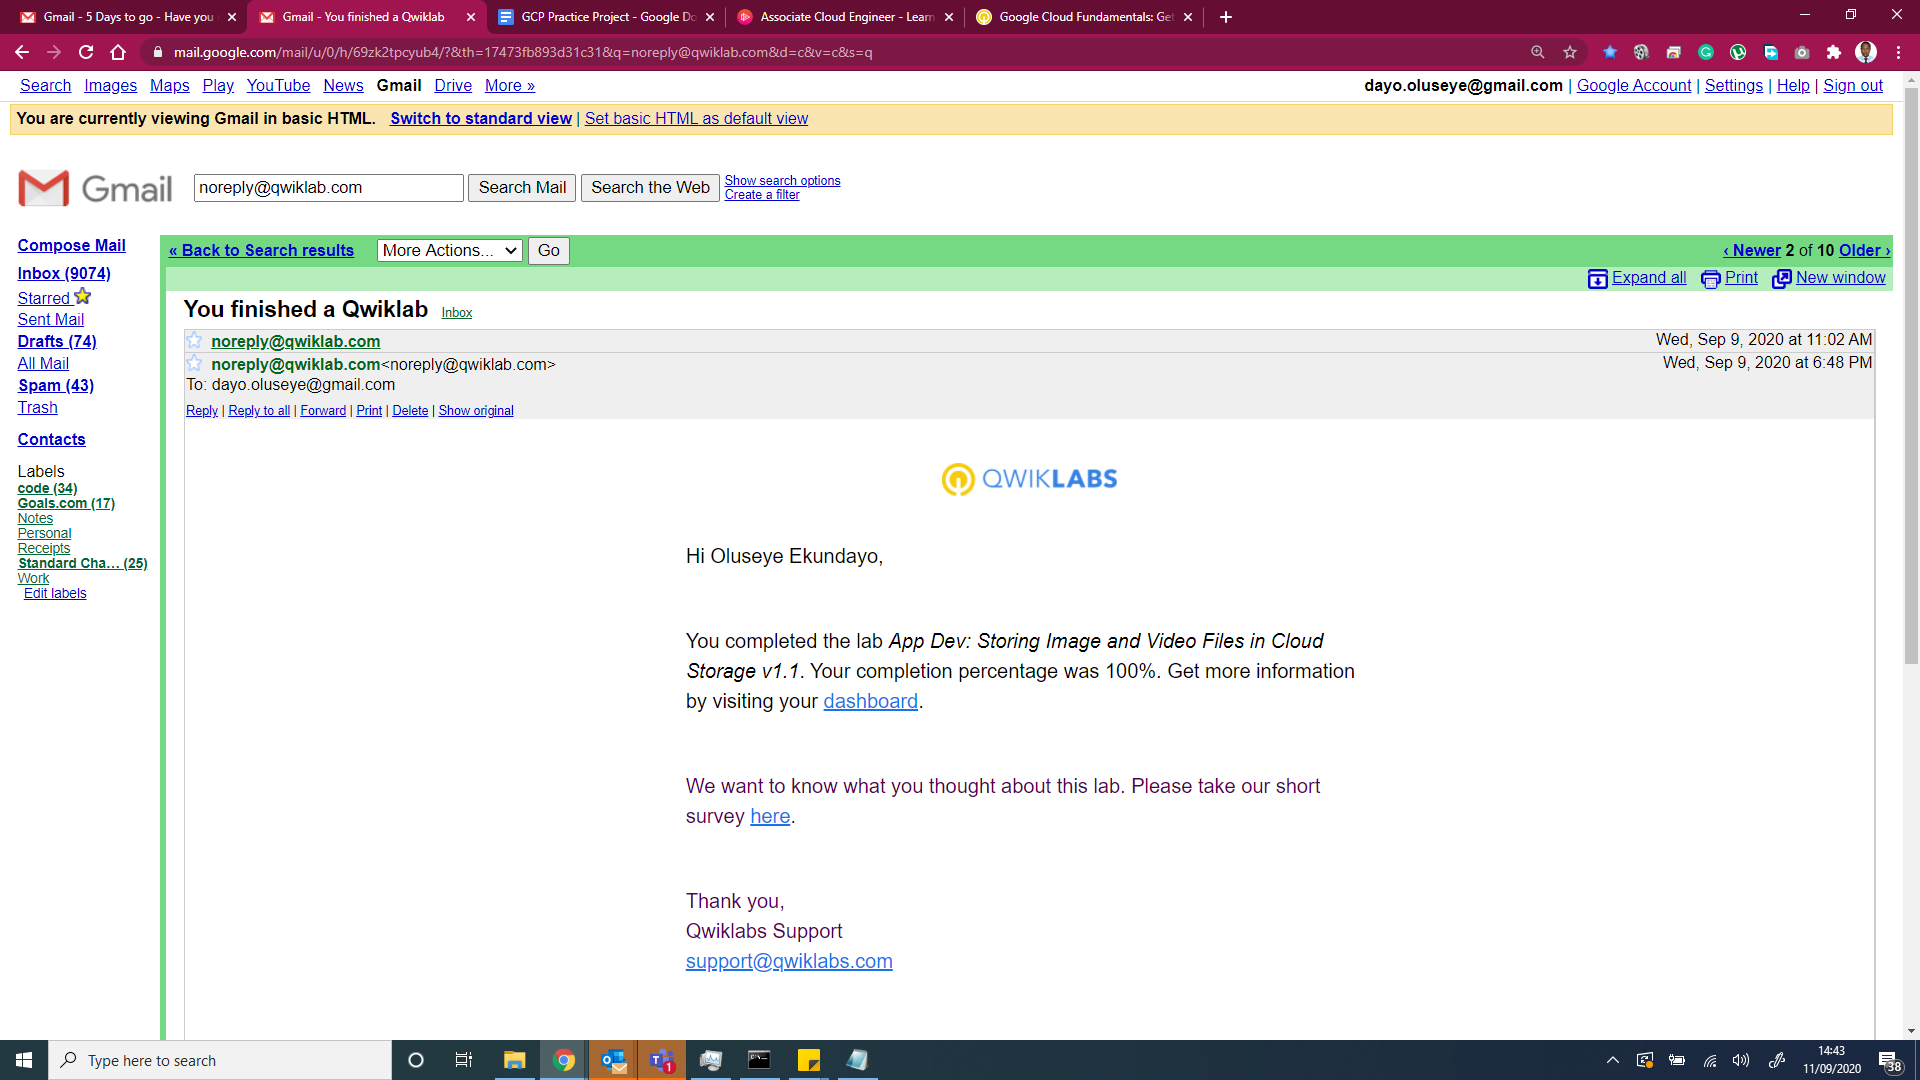 Gmail - 5 Days to go - Have you
Gmail - You finished a Qwiklab
GCP Practice Project - Google Do
Associate Cloud Engineer - Learn
Google Cloud Fundamentals: Get
mail.google.com/mail/u/0/h/69zk2tpcyub4/?&th=17473fb893d31c31&q=noreply@qwiklab.com&d=c&v=c&s=q
Search Images Maps Play YouTube News Gmail Drive More »
dayo.oluseye@gmail.com | Google Account | Settings | Help | Sign out
You are currently viewing Gmail in basic HTML. Switch to standard view | Set basic HTML as default view
Gmail
noreply@qwiklab.com
Search Mail
Search the Web
Show search options
Create a filter
Compose Mail
Inbox (9074)
Starred
Sent Mail
Drafts (74)
All Mail
Spam (43)
Trash
Contacts
Labels
code (34)
Goals.com (17)
Notes
Personal
Receipts
Standard Cha... (25)
Work
Edit labels
« Back to Search results
More Actions...
Go
‹ Newer 2 of 10 Older ›
Expand all
Print
New window
You finished a Qwiklab Inbox
noreply@qwiklab.com
Wed, Sep 9, 2020 at 11:02 AM
noreply@qwiklab.com<noreply@qwiklab.com>
Wed, Sep 9, 2020 at 6:48 PM
To: dayo.oluseye@gmail.com
Reply | Reply to all | Forward | Print | Delete | Show original
QWIKLABS
Hi Oluseye Ekundayo,
You completed the lab App Dev: Storing Image and Video Files in Cloud
Storage v1.1. Your completion percentage was 100%. Get more information
by visiting your dashboard.
We want to know what you thought about this lab. Please take our short
survey here.
Thank you,
Qwiklabs Support
support@qwiklabs.com
Type here to search
1
14:43
11/09/2020
38